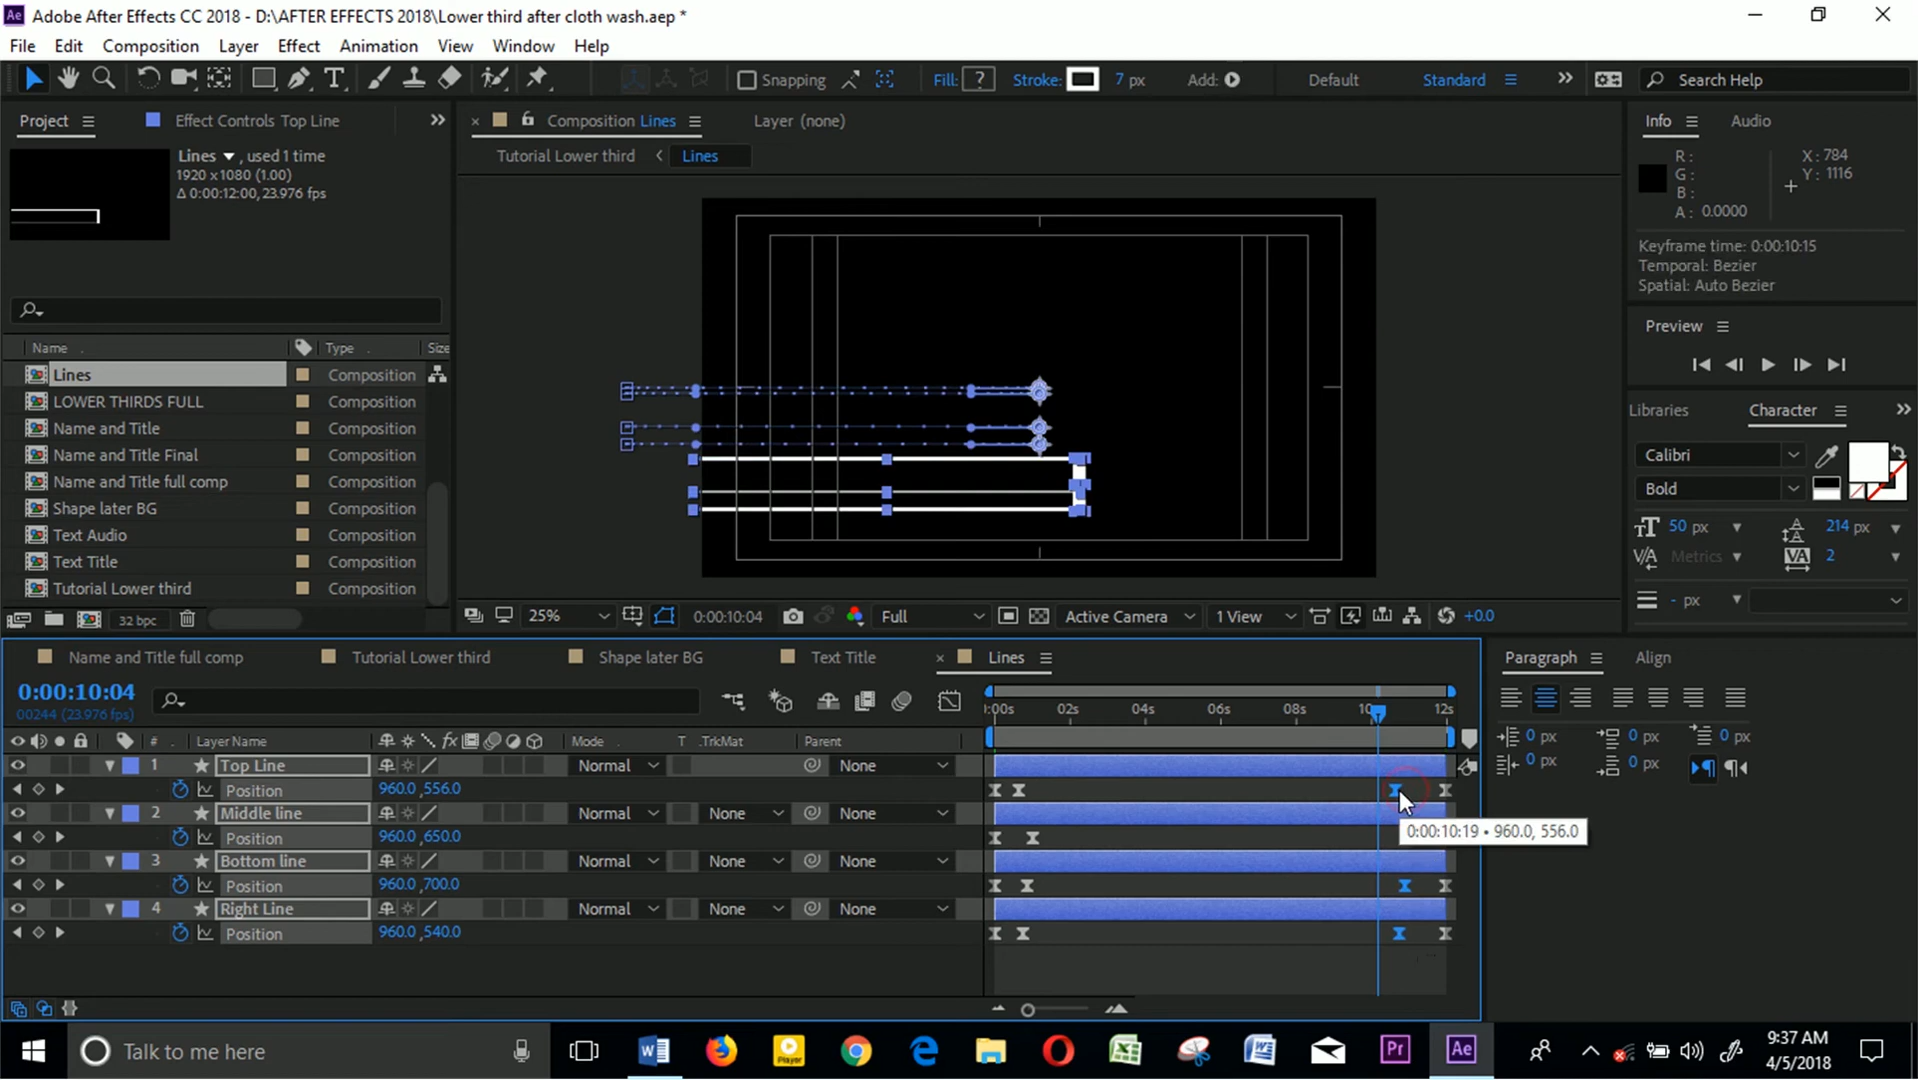 Ae Adobe After Effects CC 2018 - D:\AFTER EFFECTS 2018\Lower third after cloth wash.aep *
File Edit Composition Layer Effect Animation View Window Help
Snapping Fill: ? Stroke: 7 px Add: Default Standard Search Help
Project Effect Controls Top Line
Lines , used 1 time
1920 x1080 (1.00)
Δ 0:00:12:00, 23.976 fps
Name Type Size
Lines Composition
LOWER THIRDS FULL Composition
Name and Title Composition
Name and Title Final Composition
Name and Title full comp Composition
Shape later BG Composition
Text Audio Composition
Text Title Composition
Tutorial Lower third Composition
32 bpc
Composition Lines Layer (none)
Tutorial Lower third Lines
25% 0:00:10:04 Full Active Camera 1 View +0.0
Info Audio
R: X: 784
G: Y: 1116
B:
A: 0.0000
Keyframe time: 0:00:10:15
Temporal: Bezier
Spatial: Auto Bezier
Preview
Libraries Character
Calibri
Bold
50 px 214 px
Metrics 2
- px
Name and Title full comp Tutorial Lower third Shape later BG Text Title Lines
0:00:10:04
00244 (23.976 fps)
:00s 02s 04s 06s 08s 10 12s
# Layer Name Mode T .TrkMat Parent
1 Top Line Normal None
Position 960.0 ,556.0
2 Middle line Normal None None
Position 960.0 ,650.0
0:00:10:19 • 960.0, 556.0
3 Bottom line Normal None None
Position 960.0 ,700.0
4 Right Line Normal None None
Position 960.0 ,540.0
Paragraph Align
0 px 0 px 0 px
0 px 0 px
Talk to me here
Player
Pr Ae
9:37 AM
4/5/2018